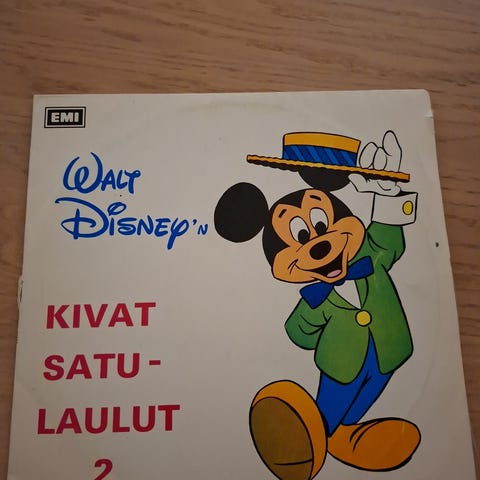 EMI
WALT
DISNEY'N
KIVAT
SATU-
LAULUT
2